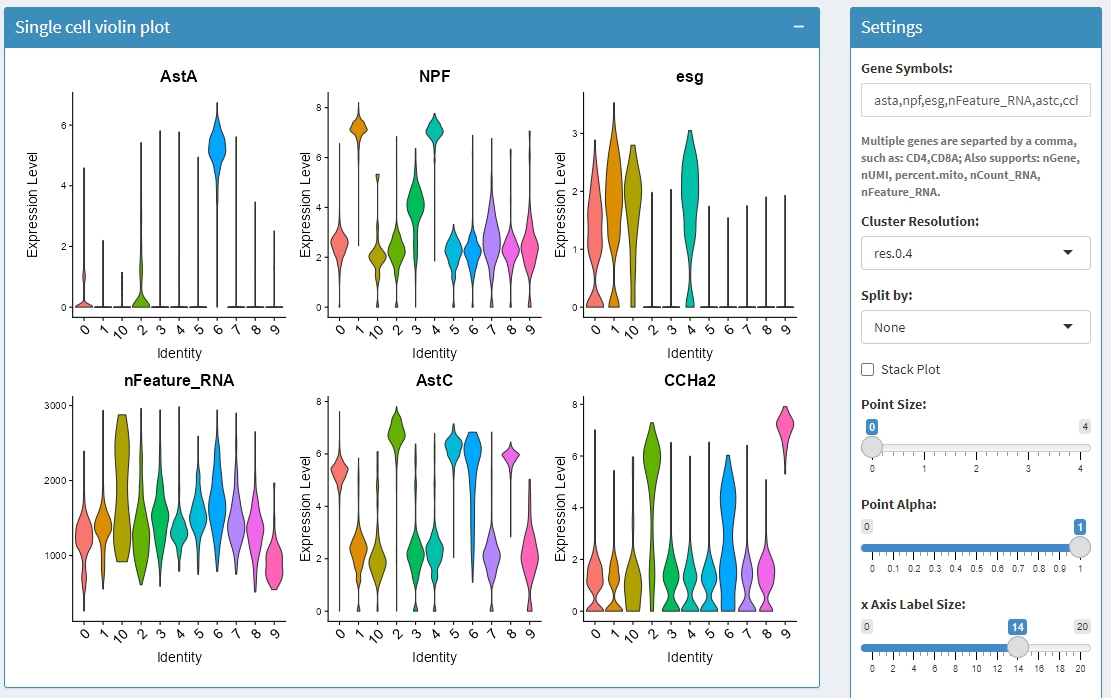 Single cell violin plot
Settings
AstA
NPF
esg
Expression Level
6
4
2
0
0 1 10 2 3 4 5 6 7 8 9
Identity
Expression Level
8
6
4
2
0
0 1 10 2 3 4 5 6 7 8 9
Identity
Expression Level
3
2
1
0
0 1 10 2 3 4 5 6 7 8 9
Identity
nFeature_RNA
AstC
CCHa2
3000
2000
1000
0 1 10 2 3 4 5 6 7 8 9
Identity
Expression Level
8
6
4
2
0
0 1 10 2 3 4 5 6 7 8 9
Identity
Expression Level
8
6
4
2
0
0 1 10 2 3 4 5 6 7 8 9
Identity
Gene Symbols:
asta,npf,esg,nFeature_RNA,astc,ccl
Multiple genes are separted by a comma,
such as: CD4,CD8A; Also supports: nGene,
nUMI, percent.mito, nCount_RNA,
nFeature_RNA.
Cluster Resolution:
res.0.4
Split by:
None
Stack Plot
Point Size:
0 4
0 1 2 3 4
Point Alpha:
0 1
0 0.1 0.2 0.3 0.4 0.5 0.6 0.7 0.8 0.9 1
x Axis Label Size:
0 14 20
0 2 4 6 8 10 12 14 16 18 20